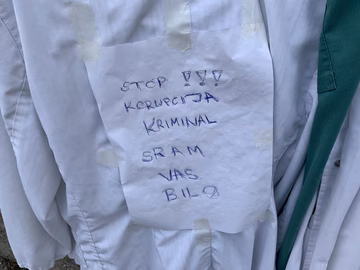 STOP !!!
KORUPCIJA
KRIMINAL
SRAM
VAS
BILO